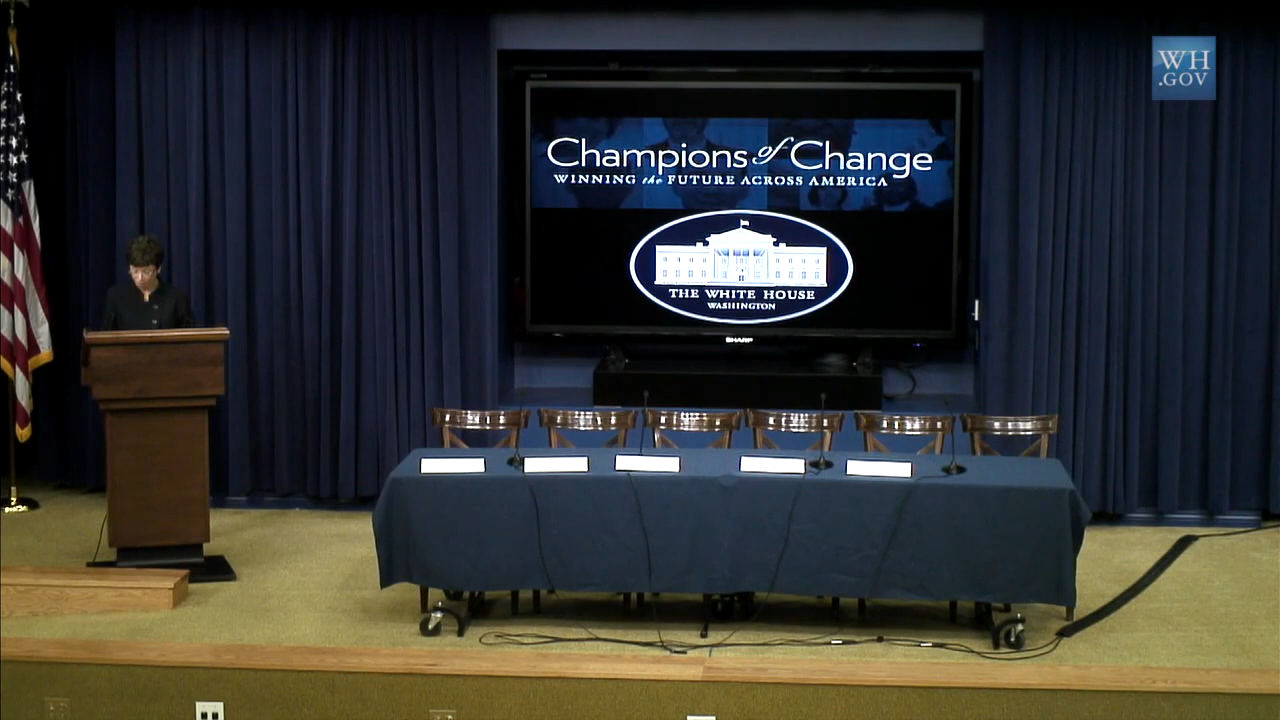 WH
.GOV
Champions of Change
WINNING the FUTURE ACROSS AMERICA
THE WHITE HOUSE
WASHINGTON
SHARP